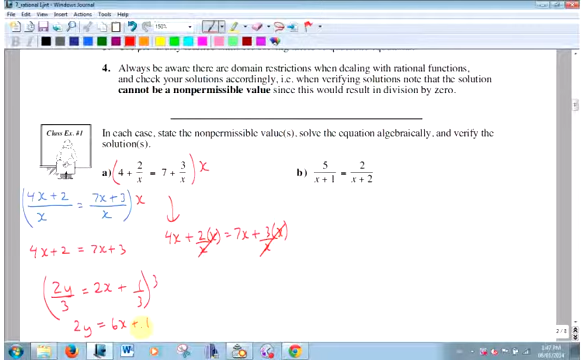 7_rational Ljnt - Windows Journal
File Edit View Insert Actions Tools Help
150%
B I
4. Always be aware there are domain restrictions when dealing with rational functions,
and check your solutions accordingly, i.e. when verifying solutions note that the solution
cannot be a nonpermissible value since this would result in division by zero.
Class Ex. #1
In each case, state the nonpermissible value(s), solve the equation algebraically, and verify the
solution(s).
a) (4 + 2/x = 7 + 3/x) x
b) 5/(x + 1) = 2/(x + 2)
((4x+2)/x = (7x+3)/x) x
4x + 2(x)/x = 7x + 3(x)/x
4x+2 = 7x+3
(2y/3 = 2x + 1/3) 3
2y = 6x + 1
2/3
1:47 PM